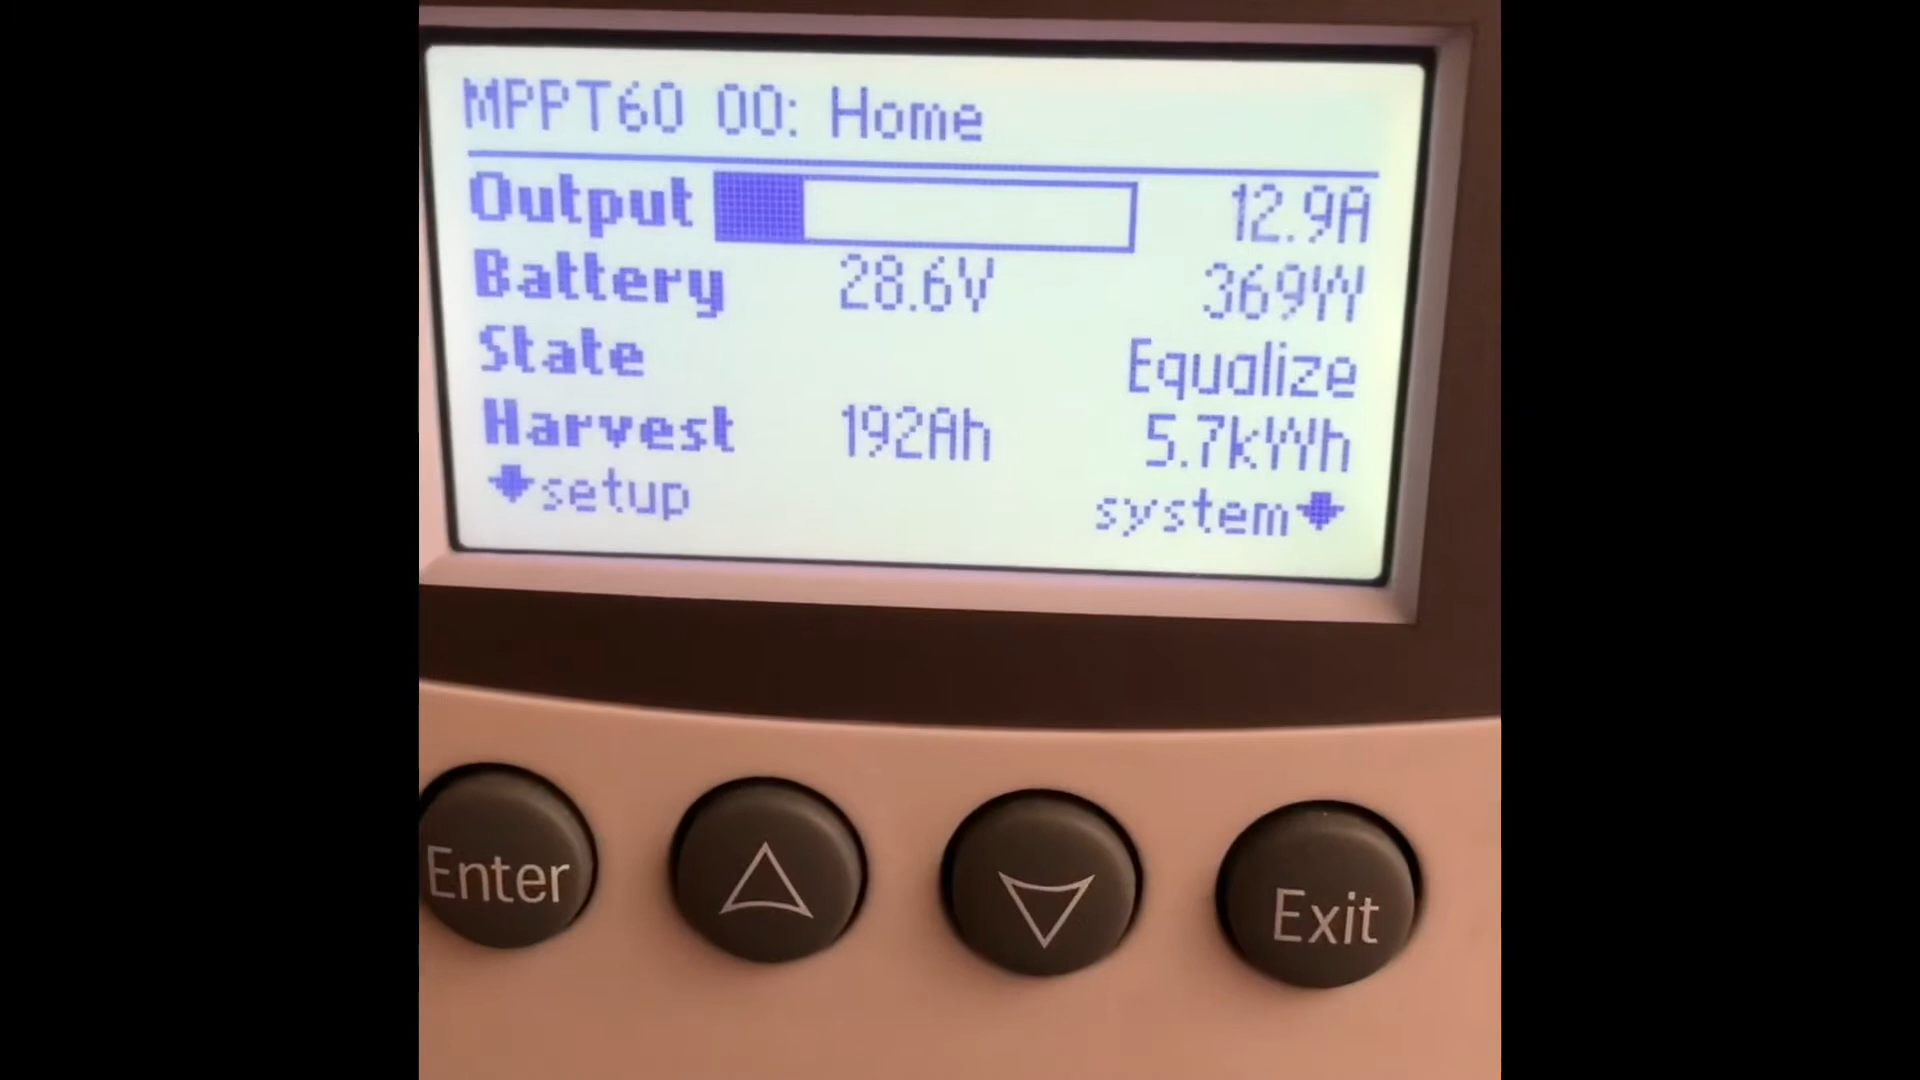 MPPT60 00: Home
Output 12.9A
Battery 28.6V 369W
State Equalize
Harvest 192Ah 5.7kWh
setup system
Enter Exit